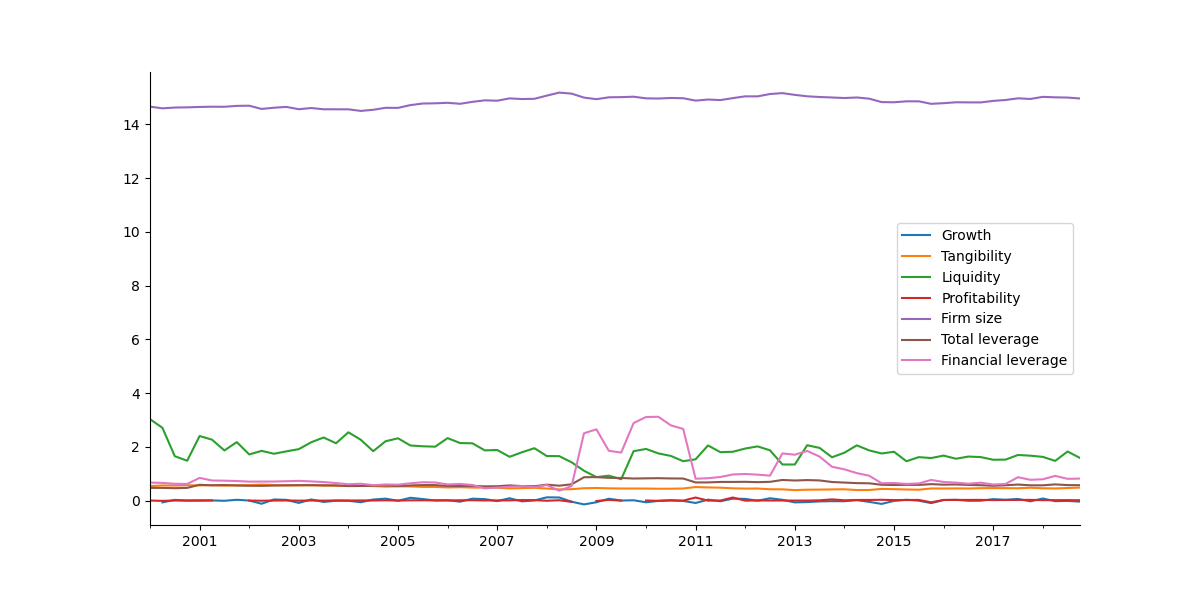 14
12
10
8
6
4
2
0
Growth
Tangibility
Liquidity
Profitability
Firm size
Total leverage
Financial leverage
2001 2003 2005 2007 2009 2011 2013 2015 2017